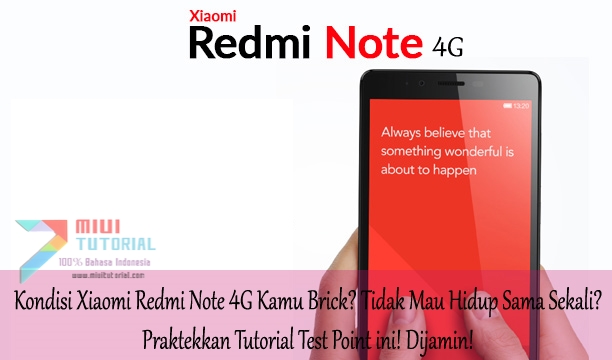 Xiaomi
Redmi Note 4G
13:20
Always believe that
something wonderful is
about to happen
MIUI
TUTORIAL
100% Bahasa Indonesia
www.miuitutorial.com
Kondisi Xiaomi Redmi Note 4G Kamu Brick? Tidak Mau Hidup Sama Sekali?
Praktekkan Tutorial Test Point ini! Dijamin!